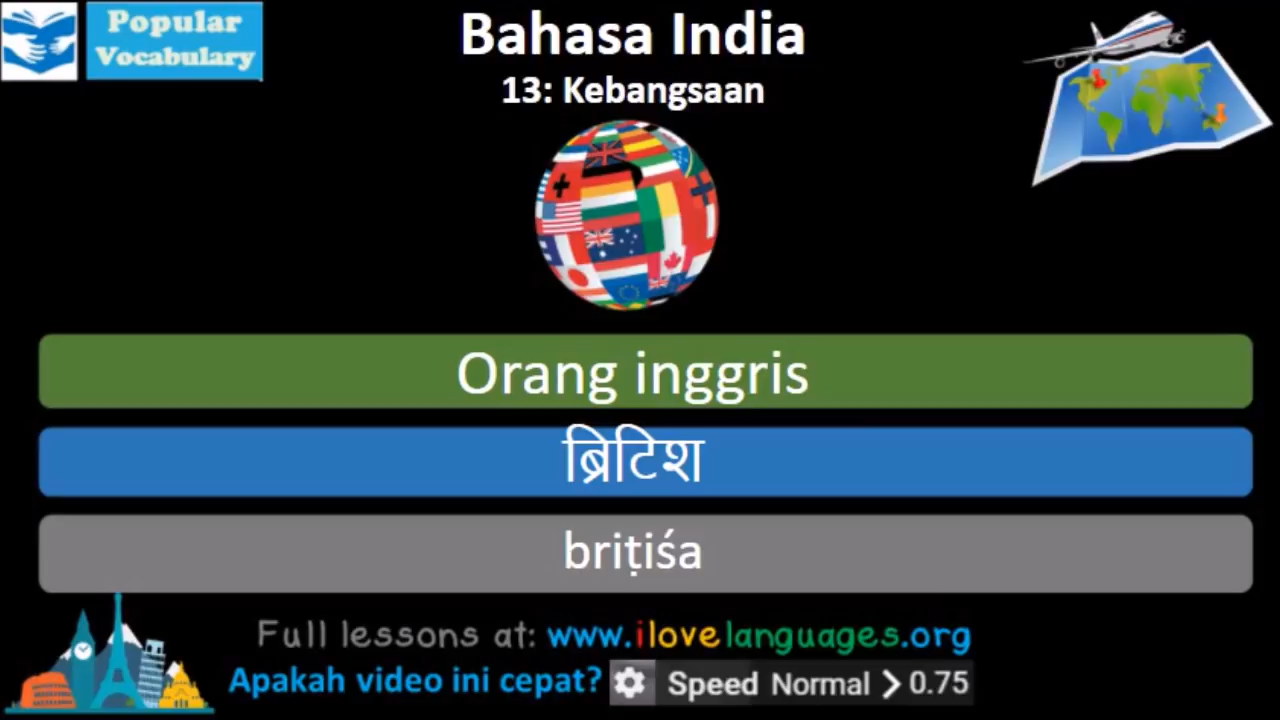 Popular
Vocabulary
Bahasa India
13: Kebangsaan
Orang inggris
ब्रिटिश
briṭiśa
Full lessons at: www.ilovelanguages.org
Apakah video ini cepat? Speed Normal > 0.75